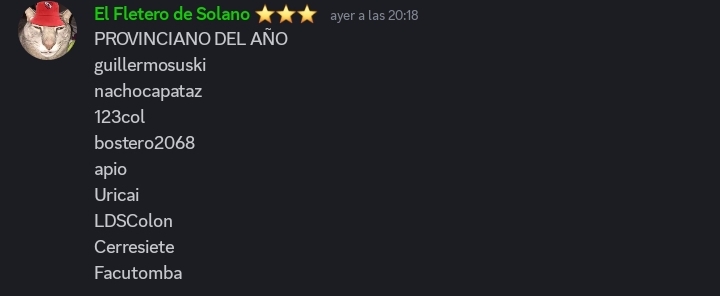 El Fletero de Solano ⭐⭐⭐ ayer a las 20:18
PROVINCIANO DEL AÑO
guillermosuski
nachocapataz
123col
bostero2068
apio
Uricai
LDSColon
Cerresiete
Facutomba